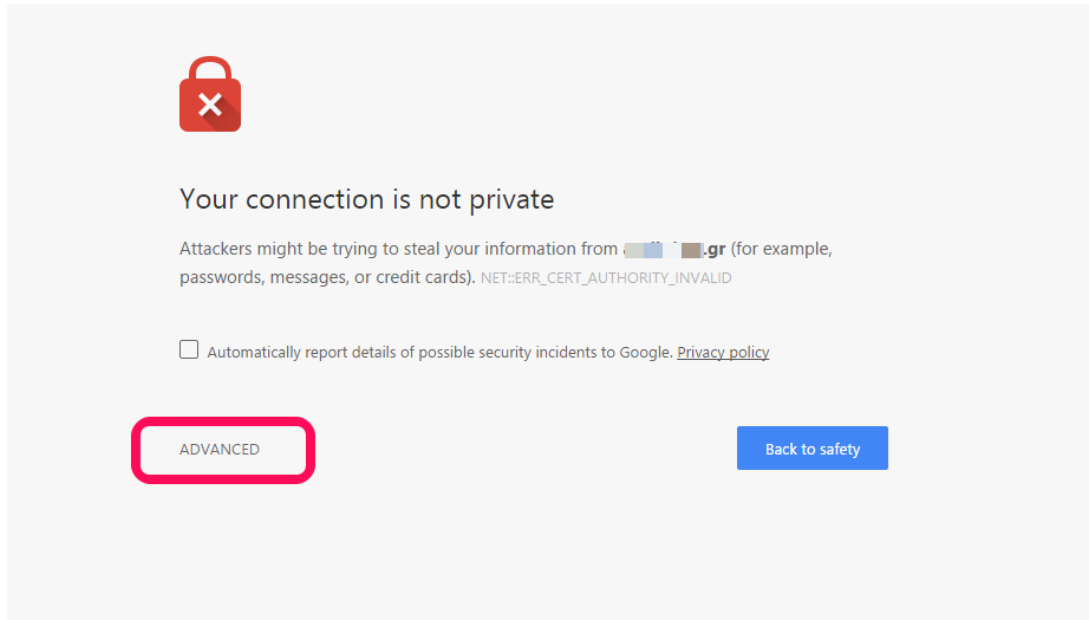 Your connection is not private
Attackers might be trying to steal your information from .gr (for example,
passwords, messages, or credit cards). NET::ERR_CERT_AUTHORITY_INVALID
Automatically report details of possible security incidents to Google. Privacy policy
ADVANCED
Back to safety